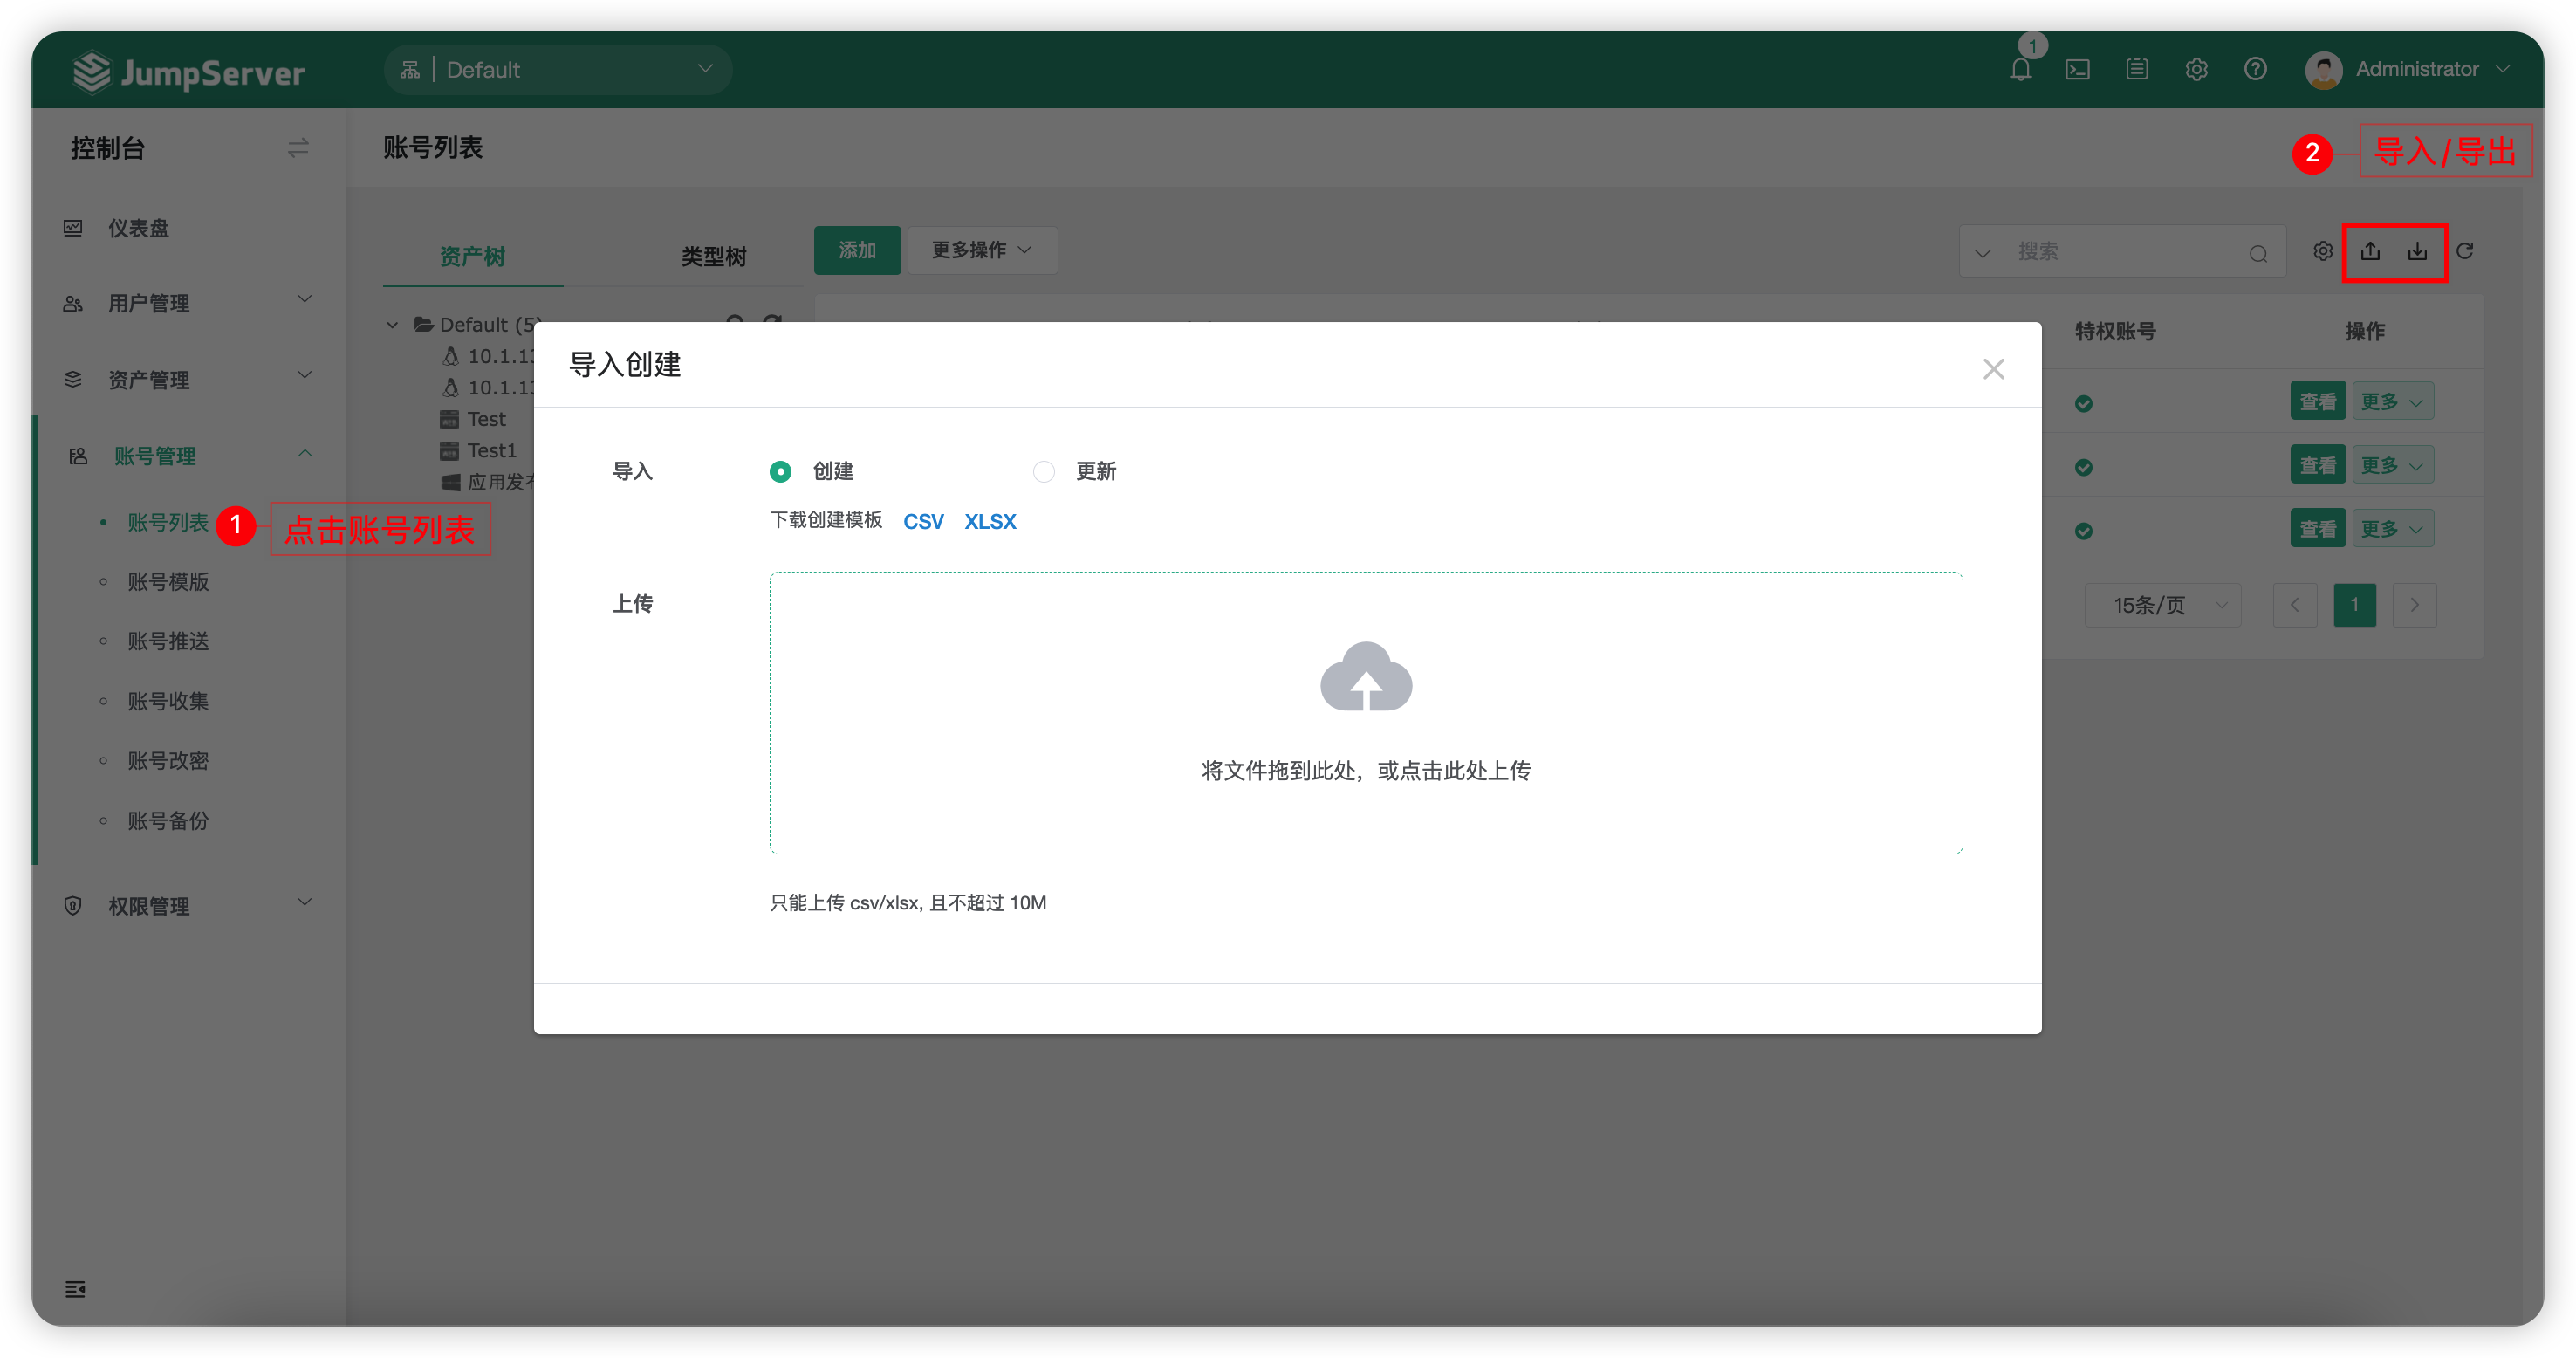 JumpServer
Default
1
Administrator
控制台
账号列表
2
导入/导出
仪表盘
用户管理
资产管理
账号管理
账号列表
1
点击账号列表
账号模版
账号推送
账号收集
账号改密
账号备份
权限管理
资产树
类型树
添加
更多操作
搜索
Default (5)
10.1.1
10.1.1
Test
Test1
应用发布
特权账号
操作
查看
更多
查看
更多
查看
更多
15条/页
1
导入创建
导入
创建
更新
下载创建模板 CSV XLSX
上传
将文件拖到此处，或点击此处上传
只能上传 csv/xlsx, 且不超过 10M